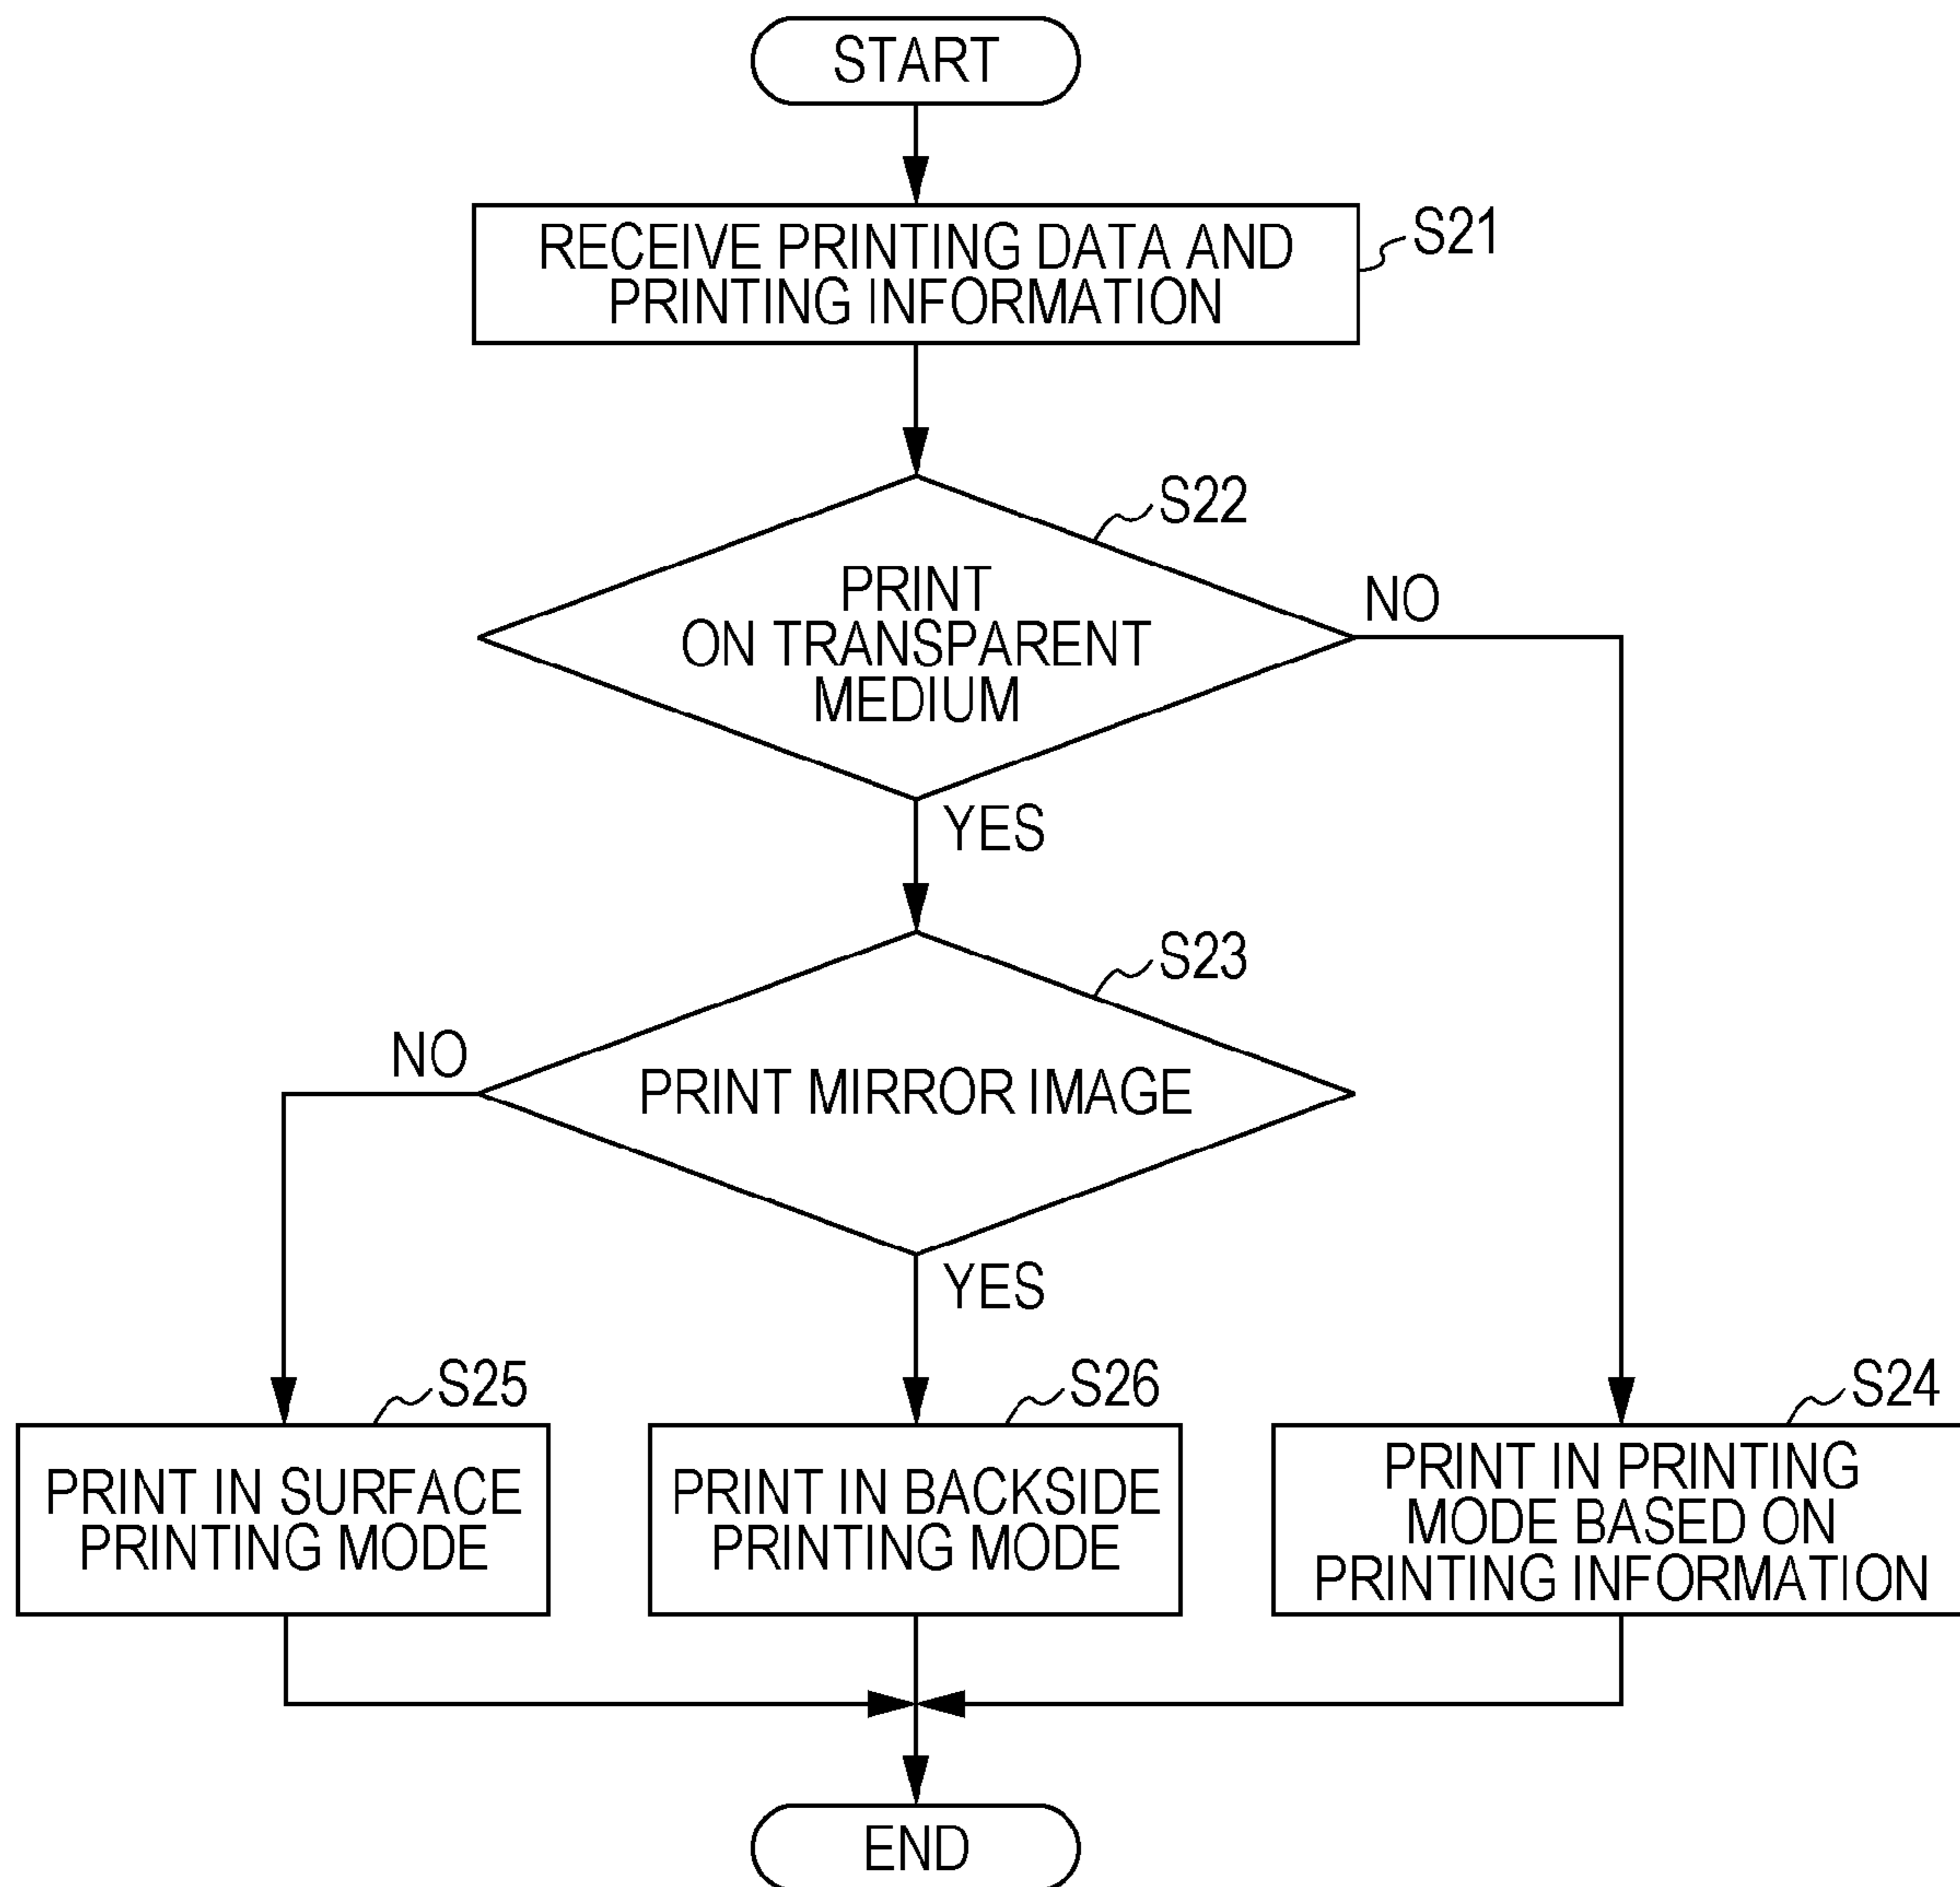 START
RECEIVE PRINTING DATA AND
PRINTING INFORMATION
S21
S22
PRINT
ON TRANSPARENT
MEDIUM
NO
YES
S23
NO
PRINT MIRROR IMAGE
YES
S25
PRINT IN SURFACE
PRINTING MODE
S26
PRINT IN BACKSIDE
PRINTING MODE
S24
PRINT IN PRINTING
MODE BASED ON
PRINTING INFORMATION
END